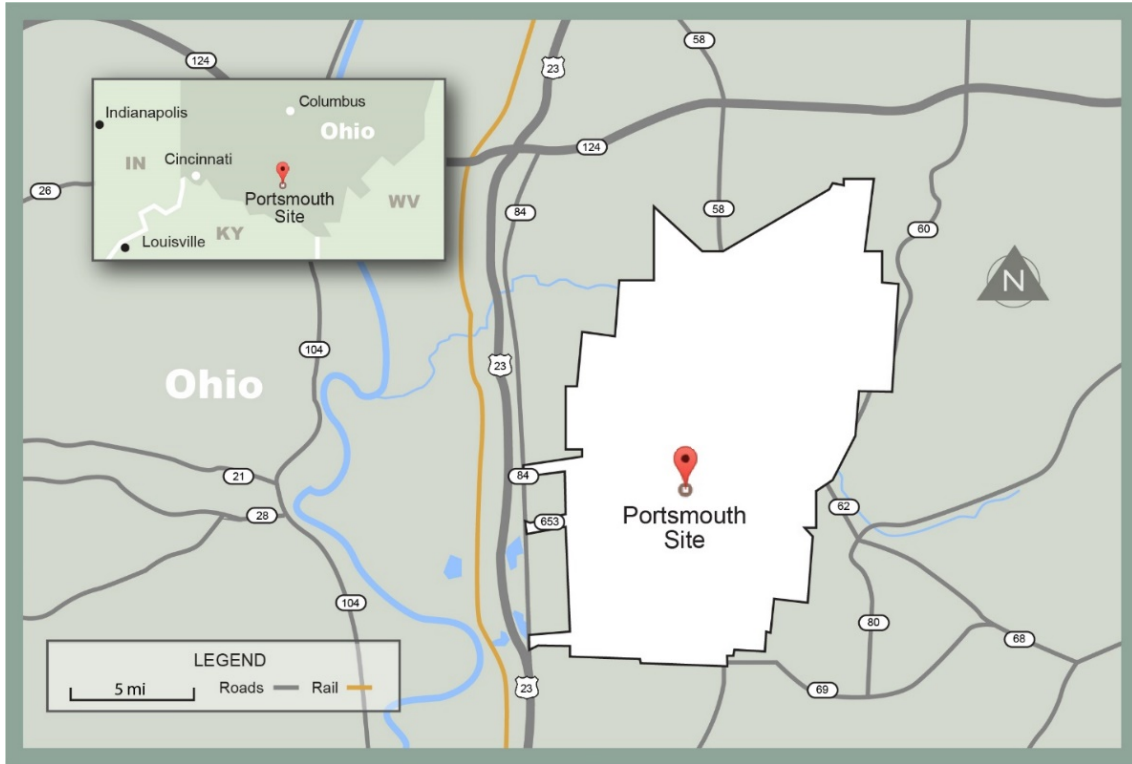 58
23
124
Columbus
Ohio
Indianapolis
IN
Cincinnati
Portsmouth
Site
WV
KY
Louisville
124
26
84
58
60
N
104
23
Ohio
21
84
28
653
62
Portsmouth
Site
104
80
68
LEGEND
5 mi
Roads
Rail
23
69